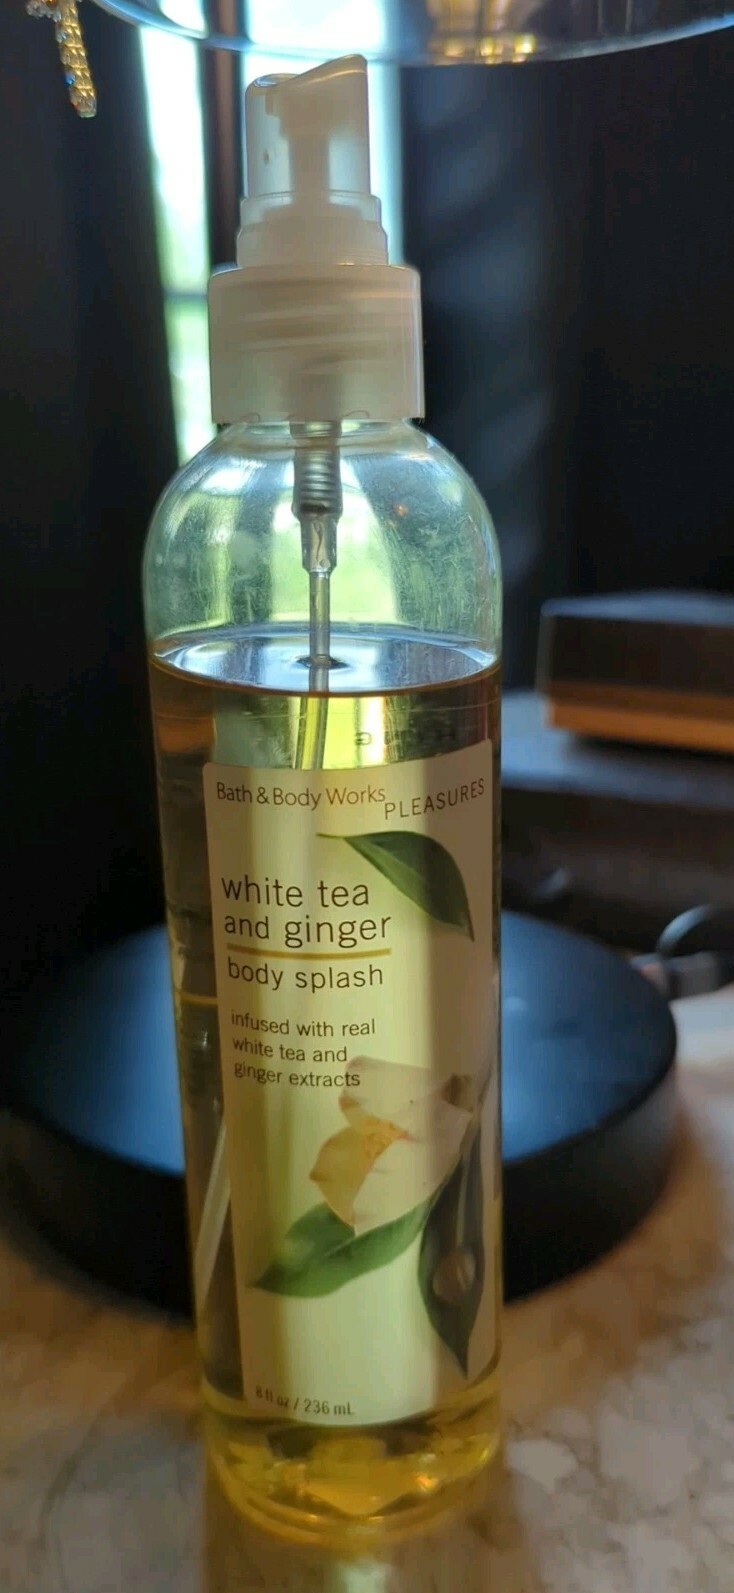 Bath & Body Works
PLEASURES
white tea
and ginger
body splash
infused with real
white tea and
ginger extracts
8 fl oz / 236 mL